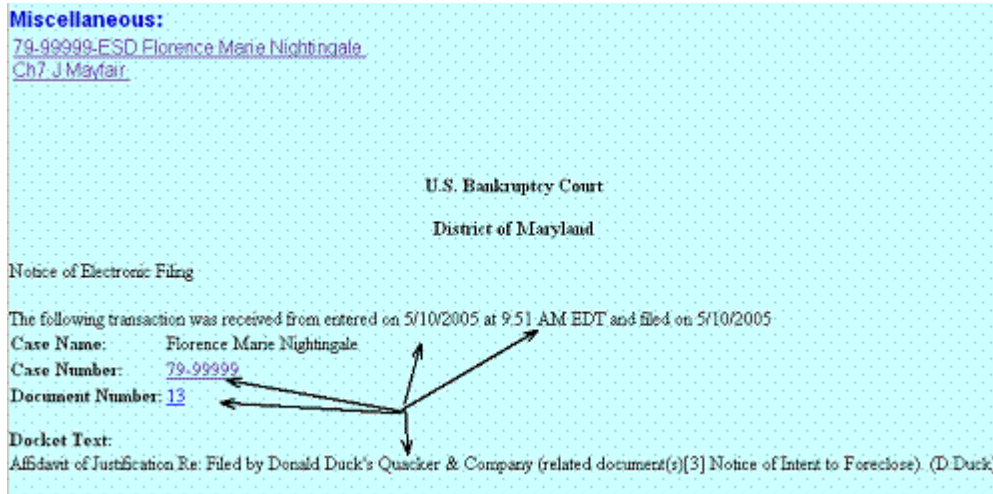 Miscellaneous:
79-99999-ESD Florence Marie Nightingale
Ch7 J Mayfair
U.S. Bankruptcy Court
District of Maryland
Notice of Electronic Filing
The following transaction was received from entered on 5/10/2005 at 9:51 AM EDT and filed on 5/10/2005
Case Name: Florence Marie Nightingale
Case Number: 79-99999
Document Number: 13
Docket Text:
Affidavit of Justification Re: Filed by Donald Duck's Quacker & Company (related document(s)[3] Notice of Intent to Foreclose). (D.Duck)